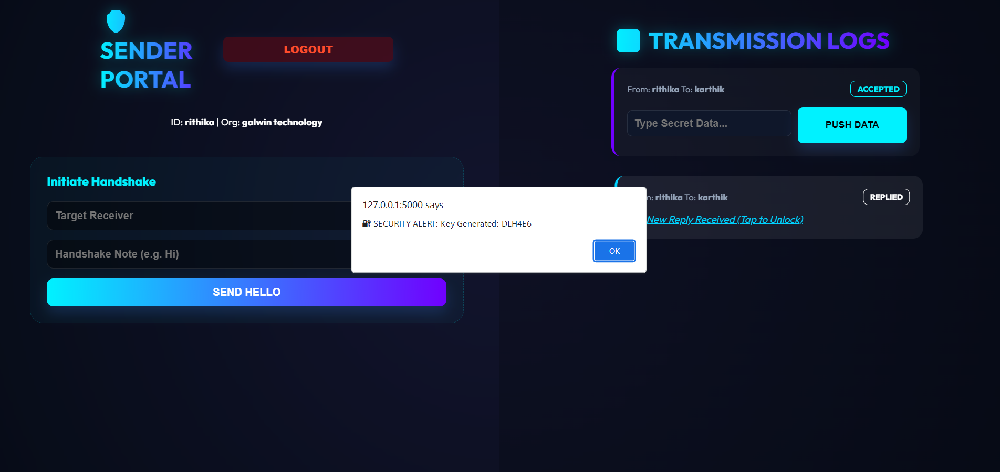 SENDER
PORTAL
LOGOUT
ID: rithika | Org: galwin technology
Initiate Handshake
Target Receiver
Handshake Note (e.g. Hi)
SEND HELLO
TRANSMISSION LOGS
From: rithika To: karthik
ACCEPTED
Type Secret Data...
PUSH DATA
rithika To: karthik
REPLIED
New Reply Received (Tap to Unlock)
127.0.0.1:5000 says
🔐 SECURITY ALERT: Key Generated: DLH4E6
OK